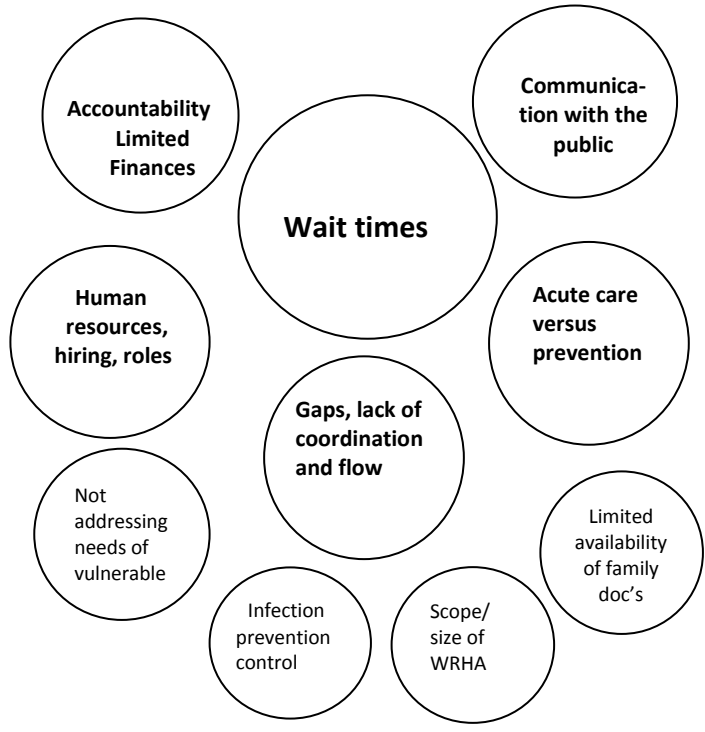 Accountability
Limited
Finances
Communica-
tion with the
public
Wait times
Human
resources,
hiring, roles
Acute care
versus
prevention
Gaps, lack of
coordination
and flow
Not
addressing
needs of
vulnerable
Limited
availability
of family
doc's
Infection
prevention
control
Scope/
size of
WRHA